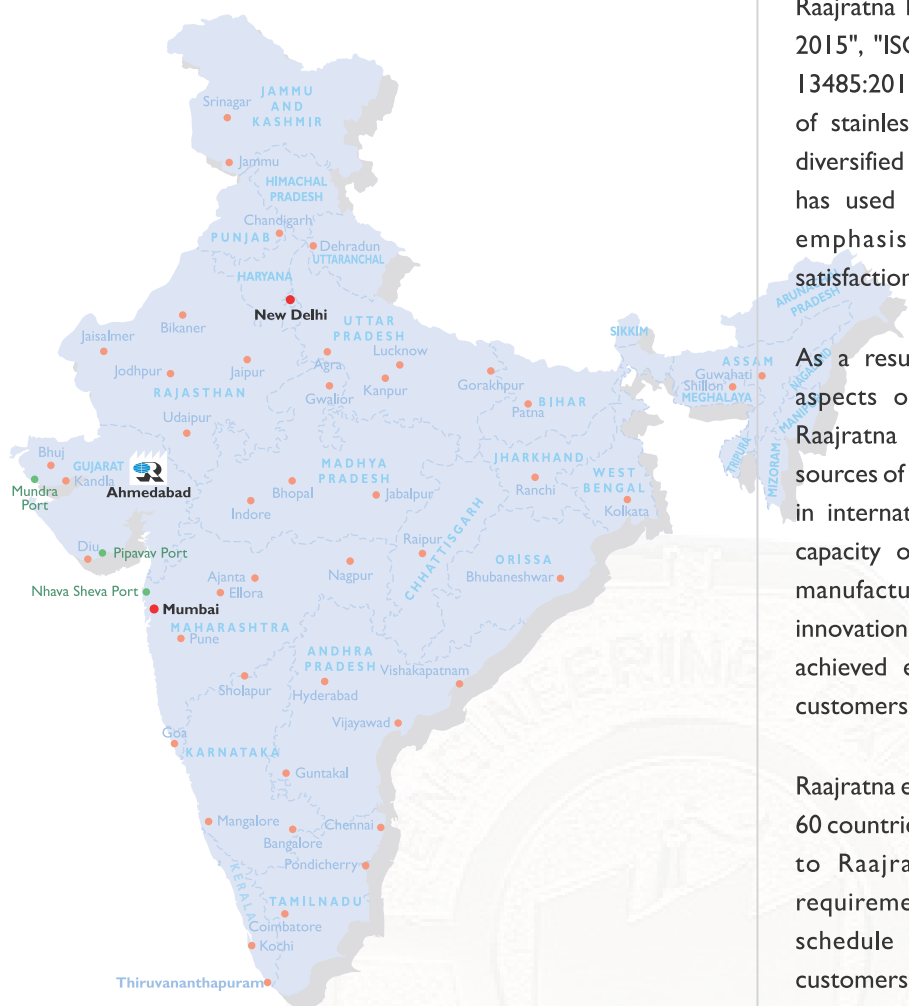 JAMMU
AND
KASHMIR
Srinagar
Jammu
HIMACHAL
PRADESH
Chandigarh
PUNJAB
Dehradun
UTTARANCHAL
HARYANA
New Delhi
UTTAR
PRADESH
Bikaner
Jaisalmer
Lucknow
Jodhpur
Jaipur
Agra
Kanpur
Gorakhpur
RAJASTHAN
Gwalior
BIHAR
Patna
Udaipur
SIKKIM
ARUNACHAL
PRADESH
ASSAM
Guwahati
Shillon
MEGHALAYA
NAGALAND
MANIPUR
TRIPURA
MIZORAM
Bhuj
GUJARAT
Kandla
Mundra
Port
R
Ahmedabad
MADHYA
PRADESH
Bhopal
Jabalpur
Indore
JHARKHAND
Ranchi
WEST
BENGAL
Kolkata
CHHATTISGARH
Raipur
Diu
Pipavav Port
ORISSA
Bhubaneshwar
Nagpur
Ajanta
Ellora
Nhava Sheva Port
Mumbai
MAHARASHTRA
Pune
ANDHRA
PRADESH
Vishakapatnam
Sholapur
Hyderabad
Vijayawad
Goa
KARNATAKA
Guntakal
Mangalore
Chennai
Bangalore
Pondicherry
KERALA
TAMILNADU
Coimbatore
Kochi
Thiruvananthapuram
ENGINEERING
Raajratna
2015", "ISO
13485:201
of stainles
diversified
has used
emphasis
satisfaction
As a resu
aspects o
Raajratna
sources of
in internat
capacity o
manufactu
innovation
achieved e
customers
Raajratna e
60 countrie
to Raajra
requireme
schedule
customers